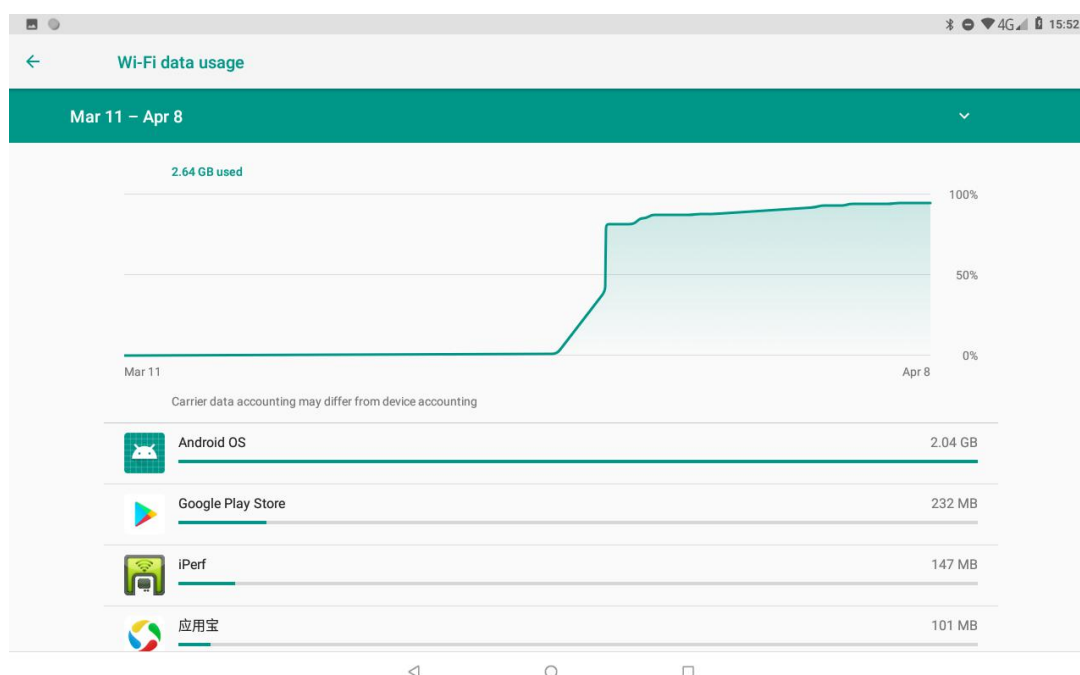 4G 15:52
Wi-Fi data usage
Mar 11 – Apr 8
2.64 GB used
100%
50%
0%
Mar 11 Apr 8
Carrier data accounting may differ from device accounting
Android OS 2.04 GB
Google Play Store 232 MB
iPerf 147 MB
应用宝 101 MB